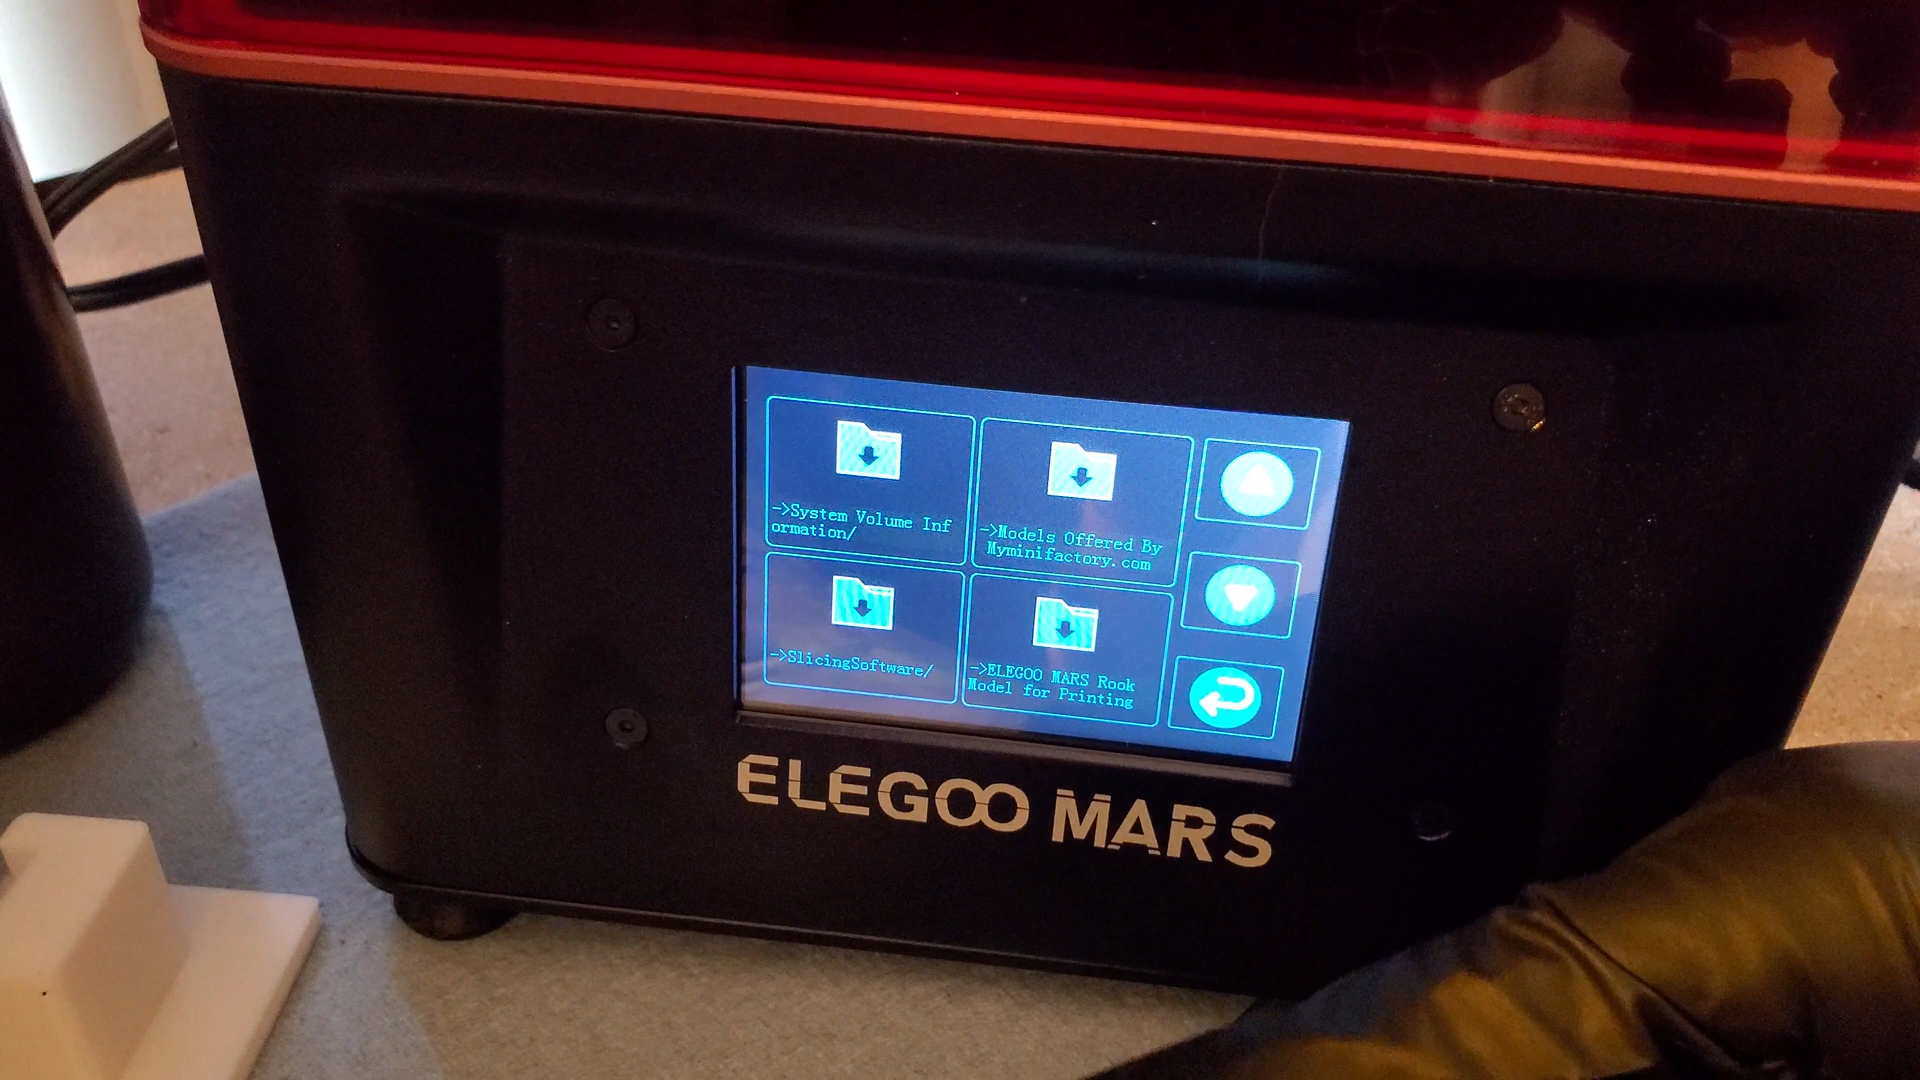 ->System Volume Inf
ormation/
->Models Offered By
Myminifactory.com
->SlicingSoftware/
->ELEGOO MARS Rook
Model for Printing
ELEGOO MARS